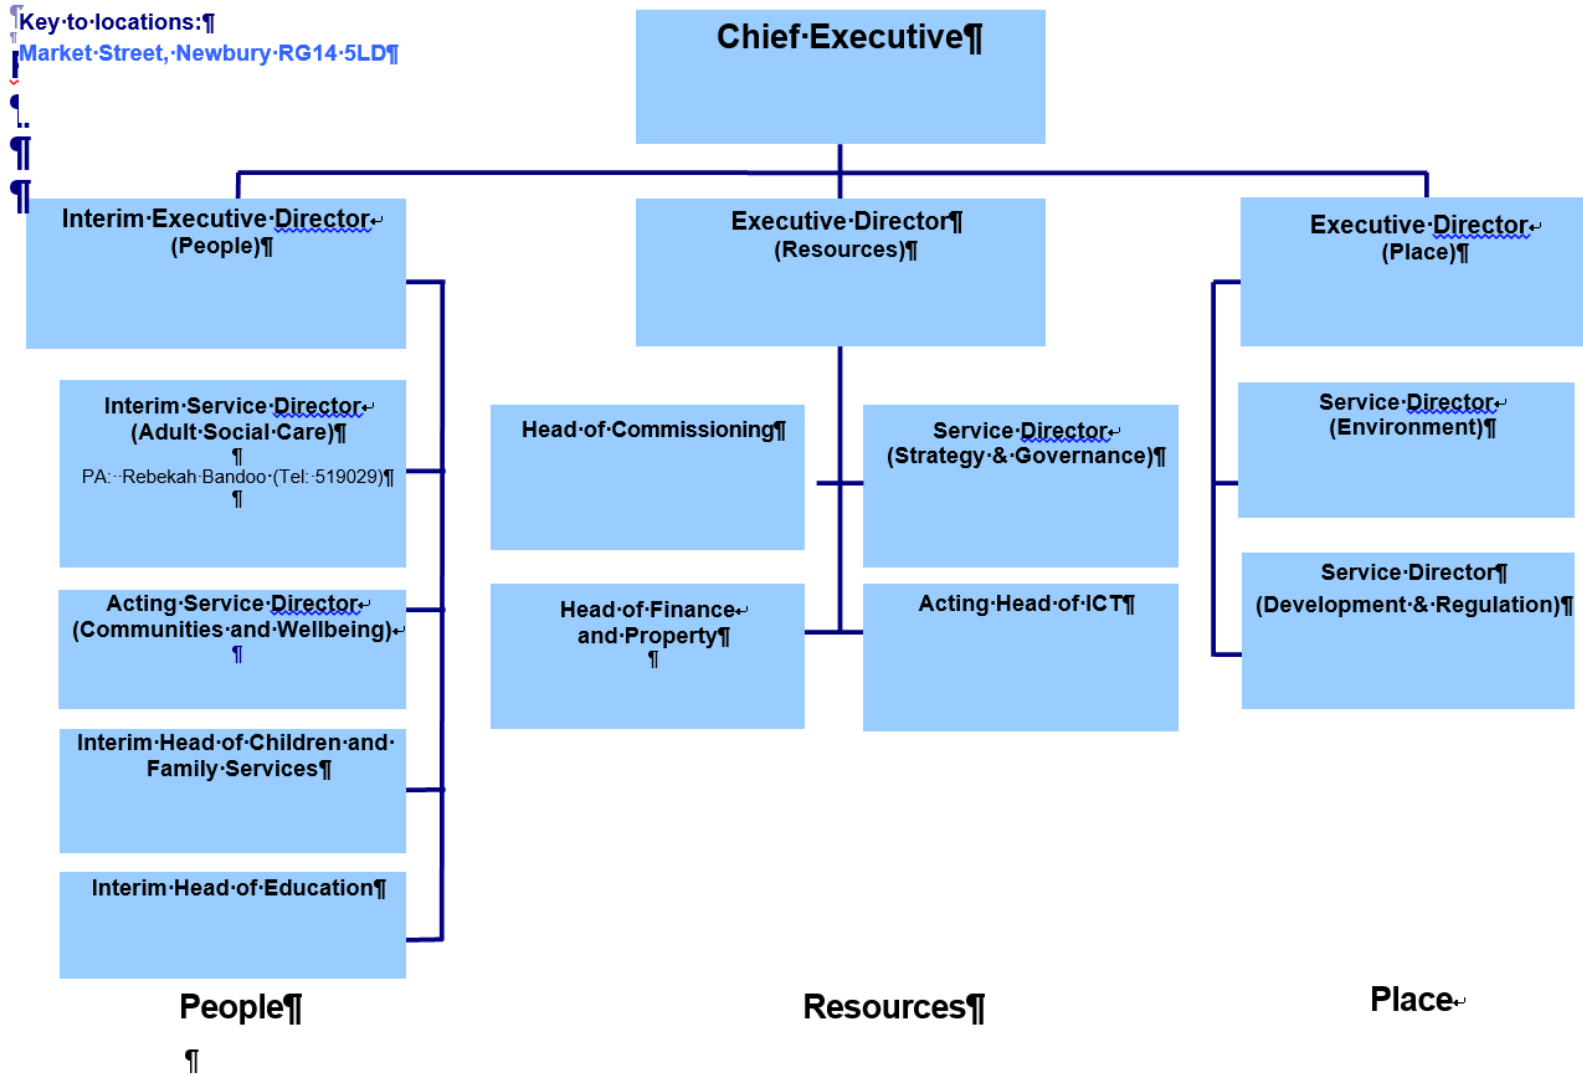 Key to locations:
Market Street, Newbury RG14 5LD
Chief Executive
Interim Executive Director
(People)
Executive Director
(Resources)
Executive Director
(Place)
Interim Service Director
(Adult Social Care)
PA:  Rebekah Bandoo (Tel: 519029)
Acting Service Director
(Communities and Wellbeing)
Interim Head of Children and
Family Services
Interim Head of Education
Head of Commissioning
Service Director
(Strategy & Governance)
Head of Finance
and Property
Acting Head of ICT
Service Director
(Environment)
Service Director
(Development & Regulation)
People
Resources
Place